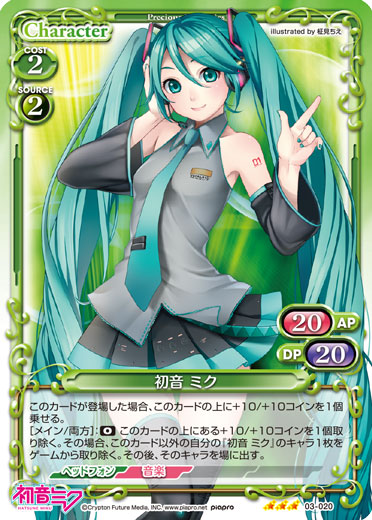 Precious Memories
Character
illustrated by 柾見ちえ
COST
2
SOURCE
2
01
20 AP
DP 20
初音 ミク
このカードが登場した場合、このカードの上に+10/+10コインを1個
乗せる。
[メイン/両方]: このカードの上にある+10/+10コインを1個取
り除く。その場合、このカード以外の自分の『初音 ミク』のキャラ1枚を
ゲームから取り除く。その後、そのキャラを場に出す。
ヘッドフォン 音楽
初音ミク
HATSUNE MIKU
©Crypton Future Media, INC. www.piapro.net piapro
★★★ 03-020